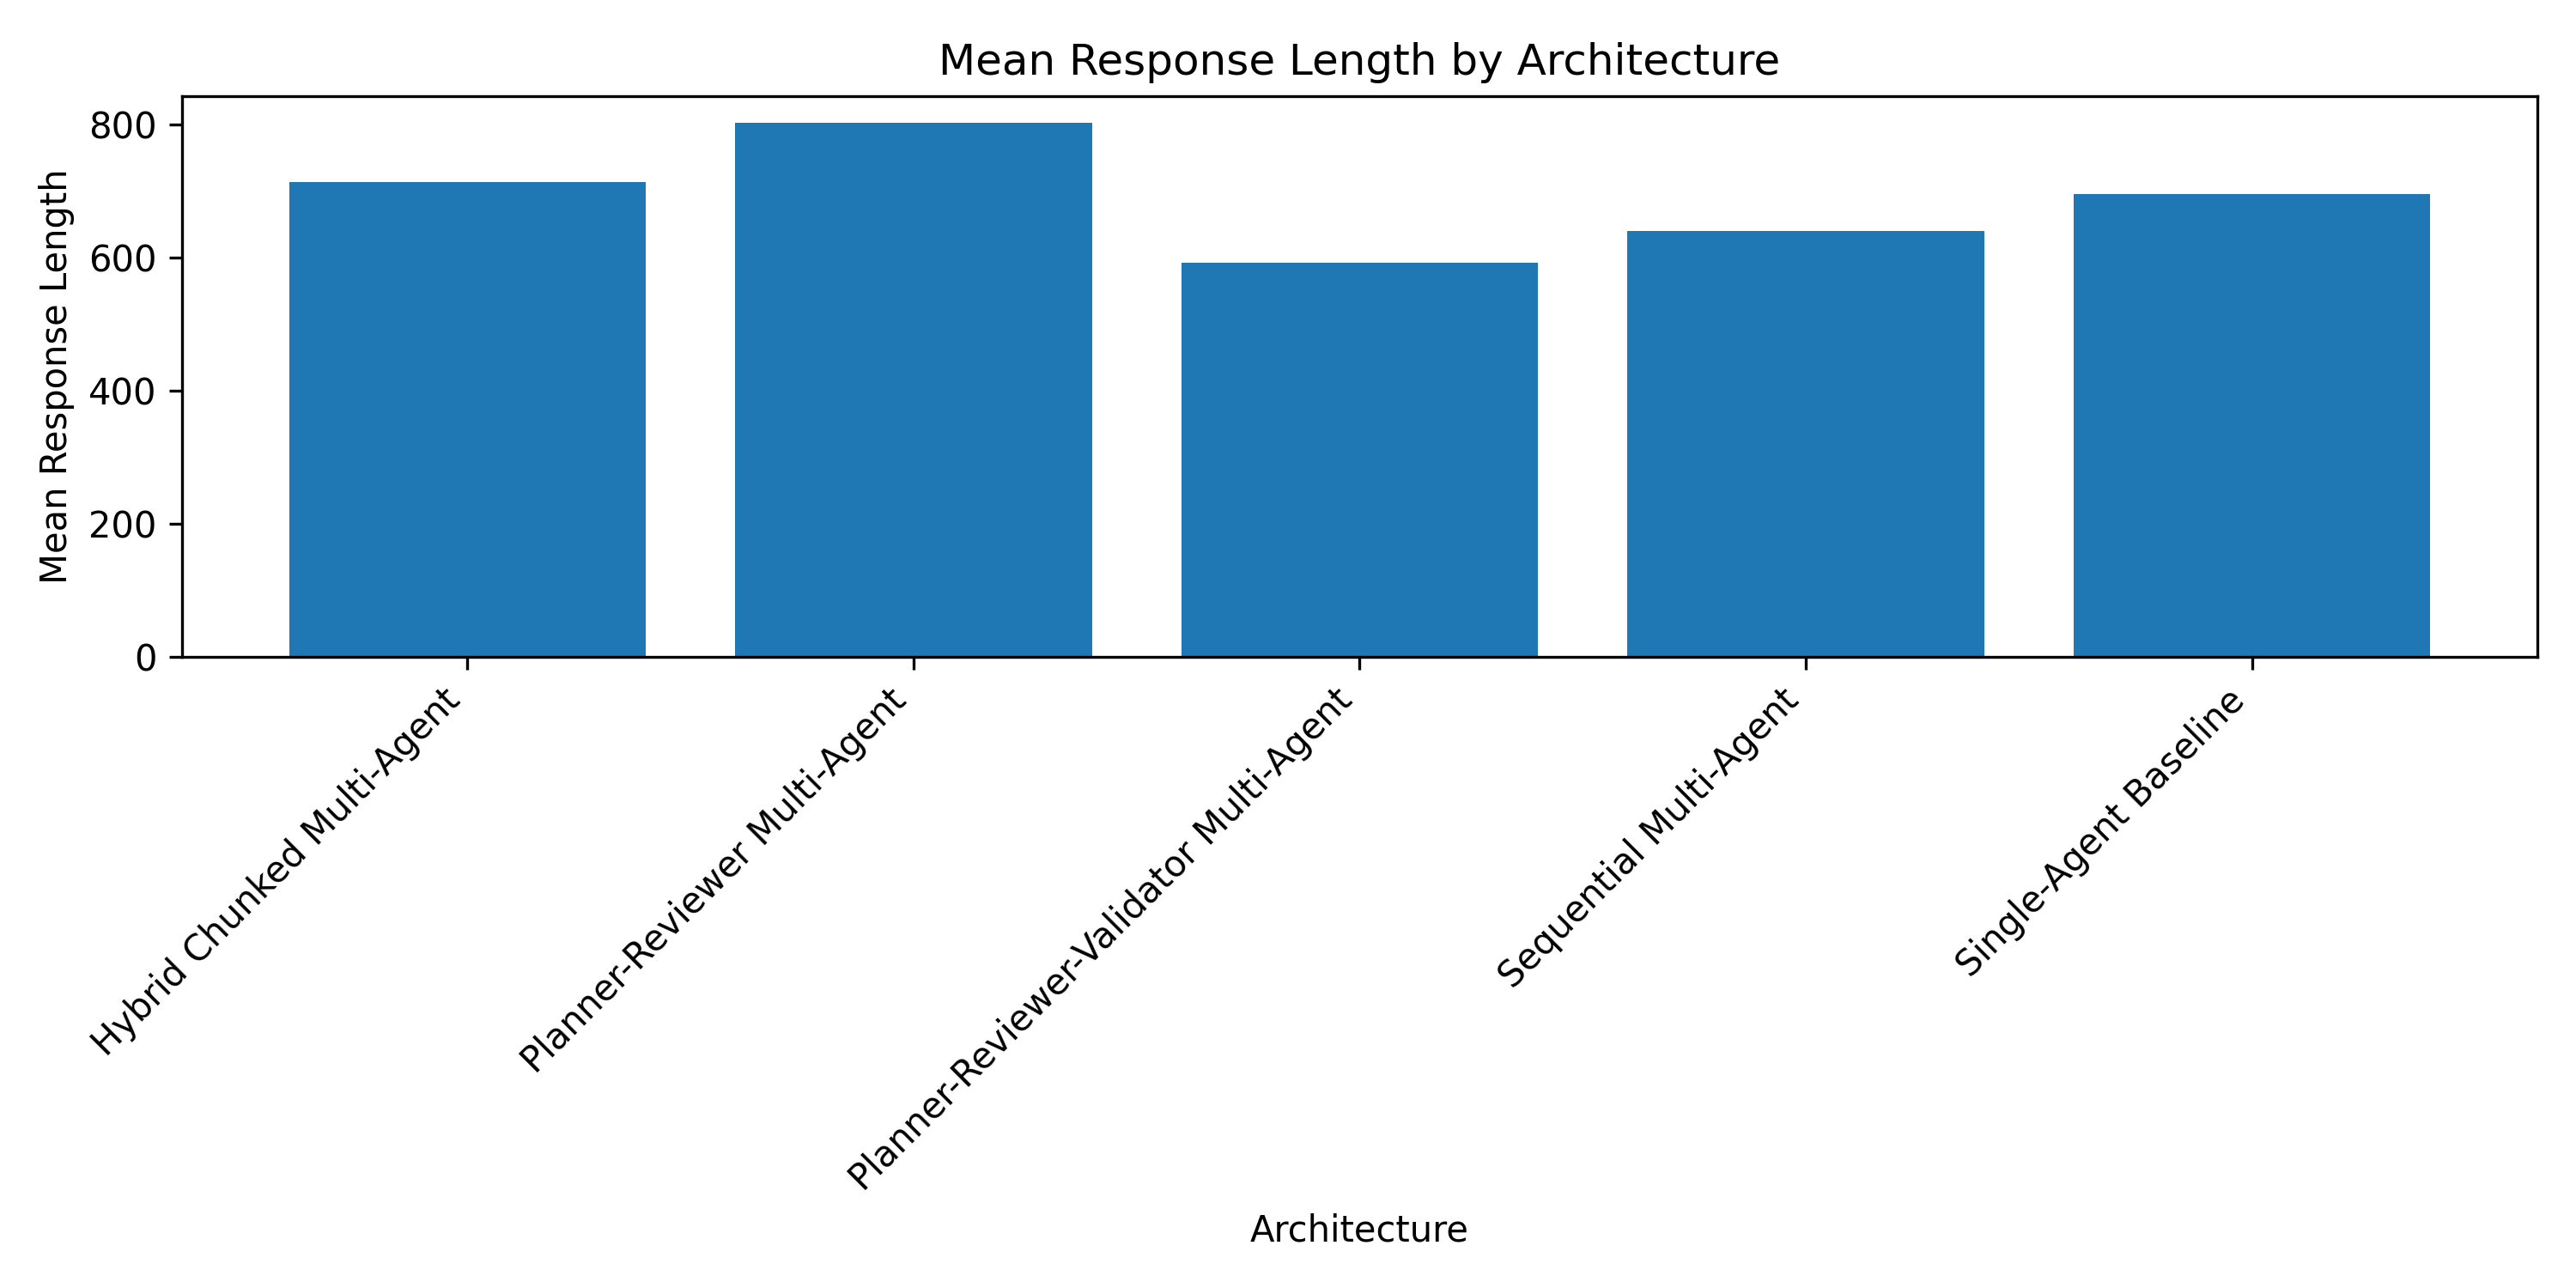 Mean Response Length by Architecture
Mean Response Length
800
600
400
200
0
Hybrid Chunked Multi-Agent
Planner-Reviewer Multi-Agent
Planner-Reviewer-Validator Multi-Agent
Sequential Multi-Agent
Single-Agent Baseline
Architecture